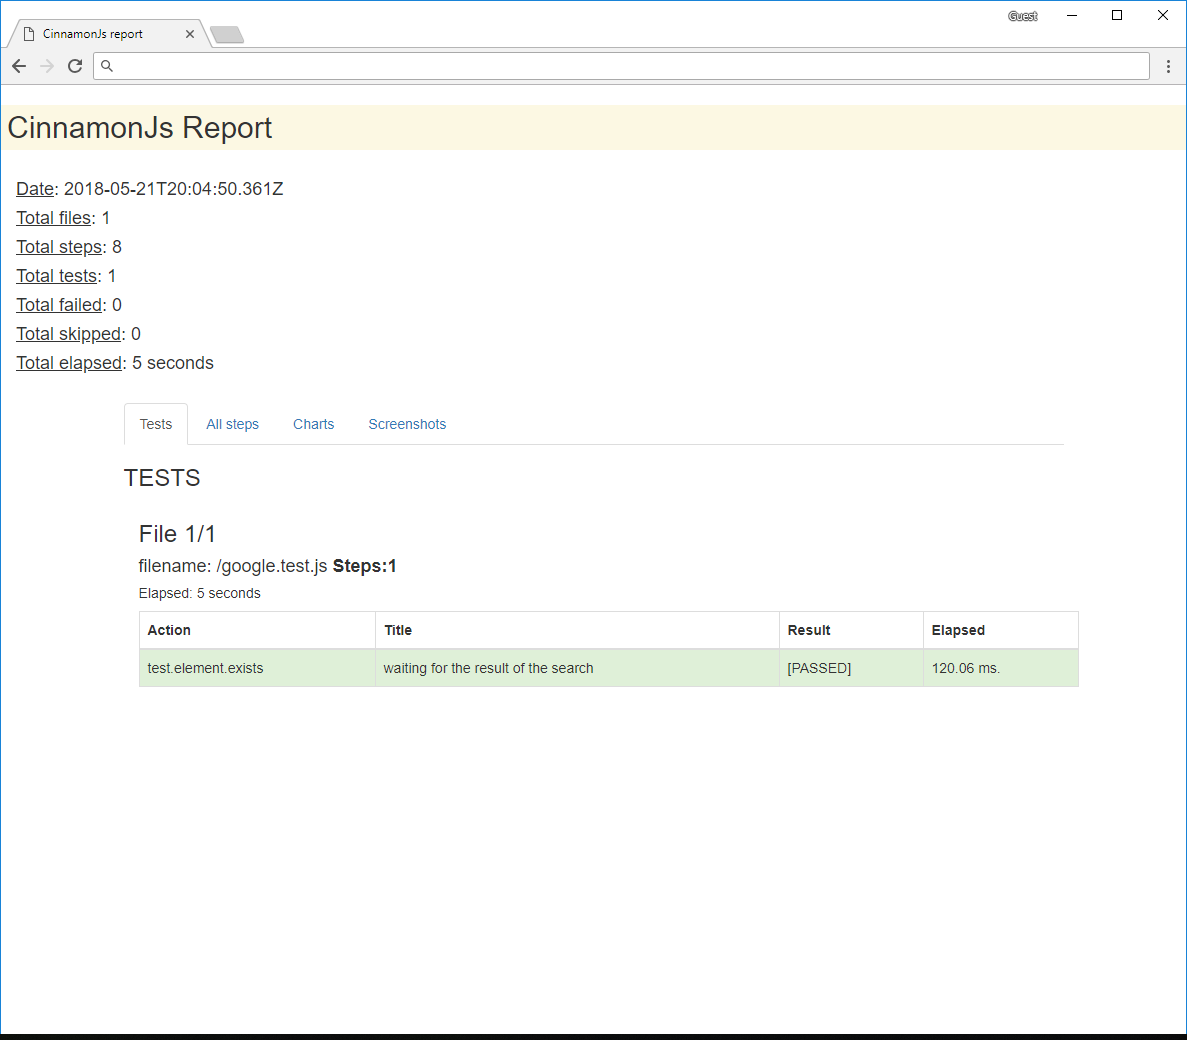 Guest
CinnamonJs report
CinnamonJs Report
Date: 2018-05-21T20:04:50.361Z
Total files: 1
Total steps: 8
Total tests: 1
Total failed: 0
Total skipped: 0
Total elapsed: 5 seconds
Tests All steps Charts Screenshots
TESTS
File 1/1
filename: /google.test.js Steps:1
Elapsed: 5 seconds
Action Title Result Elapsed
test.element.exists waiting for the result of the search [PASSED] 120.06 ms.